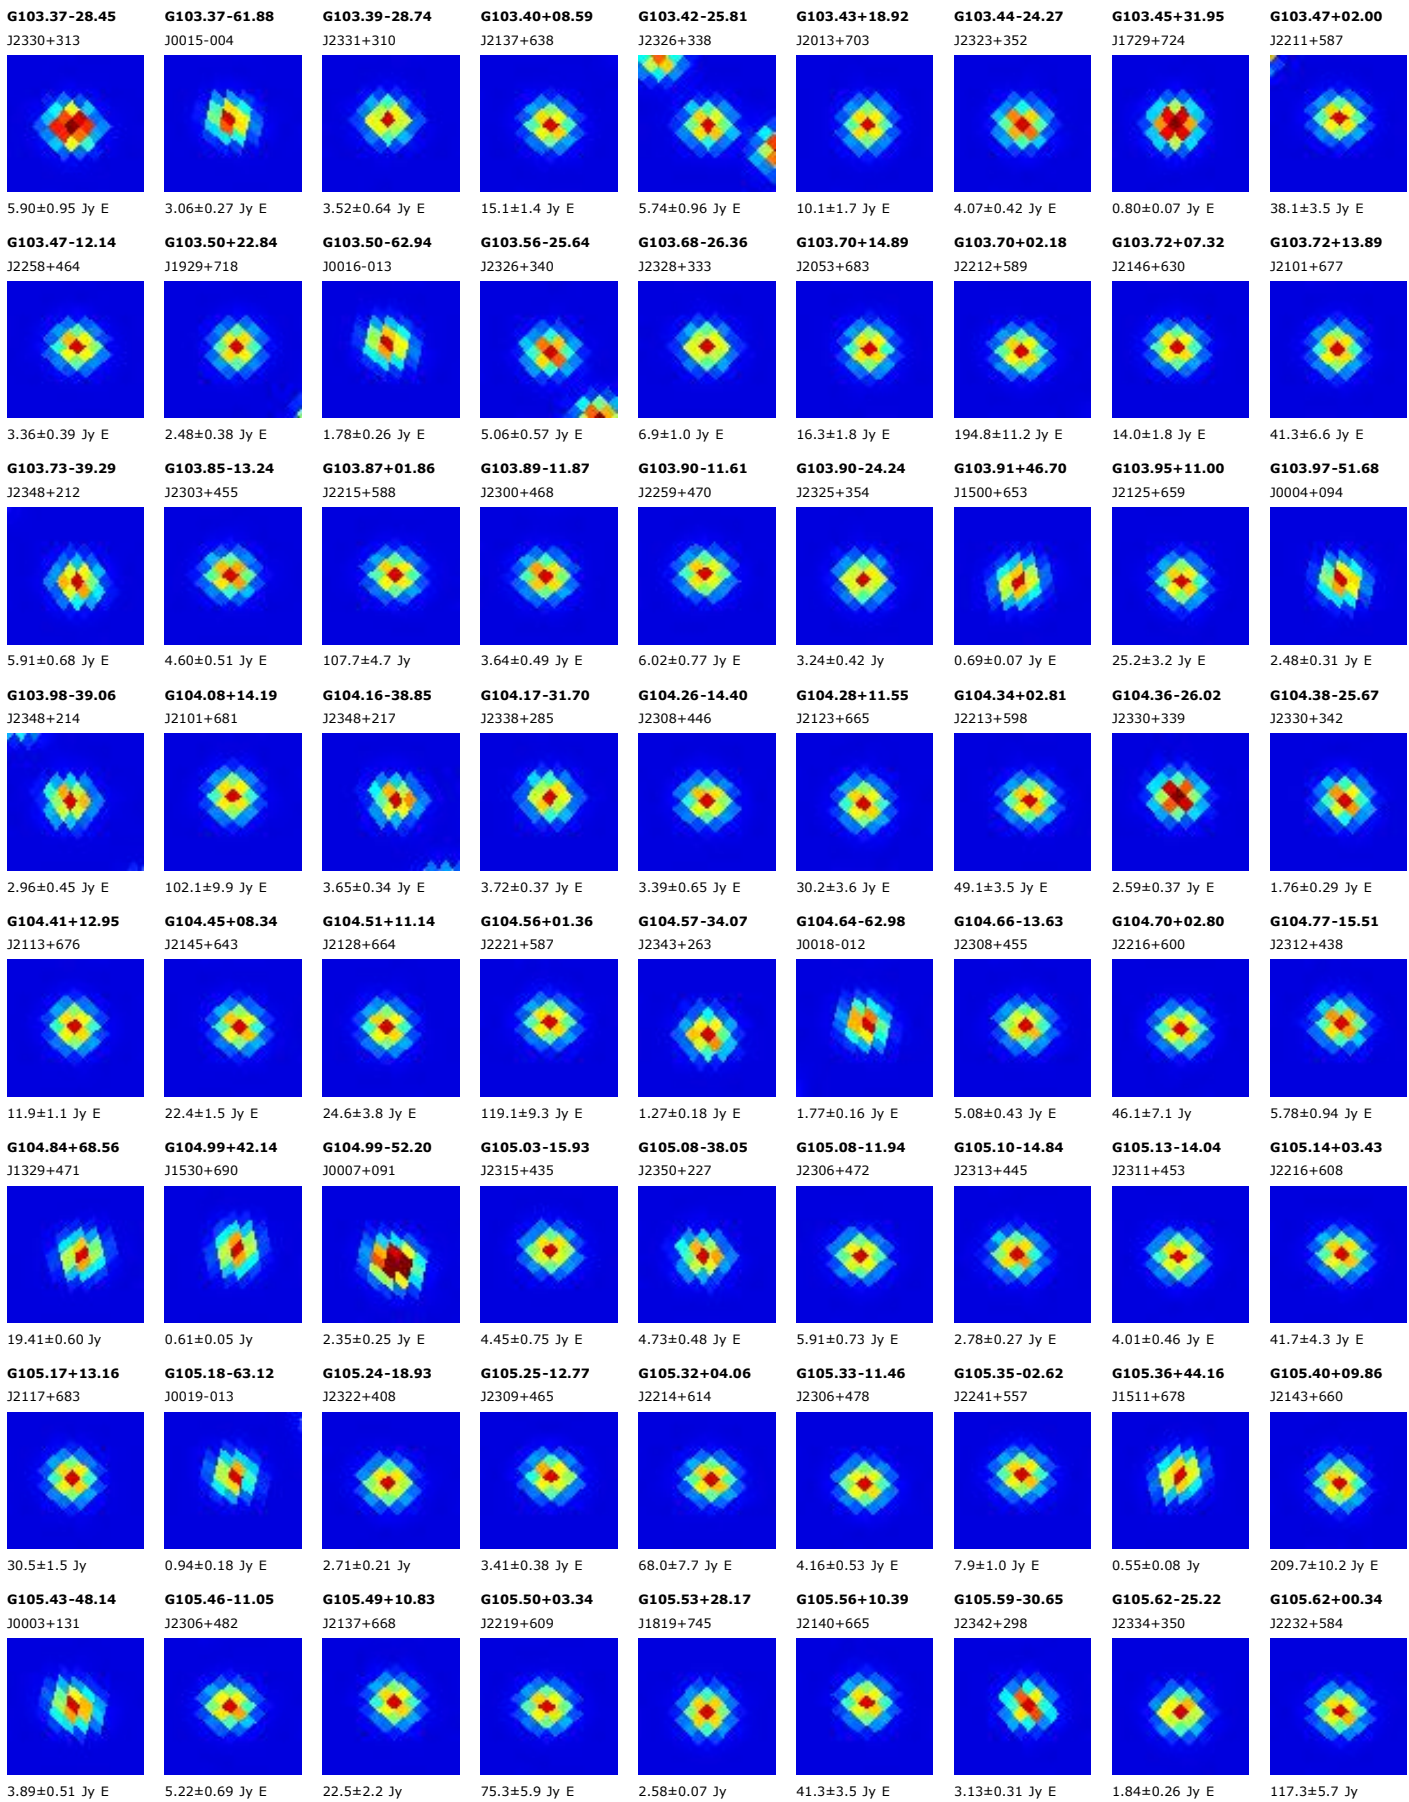 G103.37-28.45 G103.37-61.88 G103.39-28.74 G103.40+08.59 G103.42-25.81 G103.43+18.92 G103.44-24.27 G103.45+31.95 G103.47+02.00
J2330+313 J0015-004 J2331+310 J2137+638 J2326+338 J2013+703 J2323+352 J1729+724 J2211+587
5.90±0.95 Jy E 3.06±0.27 Jy E 3.52±0.64 Jy E 15.1±1.4 Jy E 5.74±0.96 Jy E 10.1±1.7 Jy E 4.07±0.42 Jy E 0.80±0.07 Jy E 38.1±3.5 Jy E
G103.47-12.14 G103.50+22.84 G103.50-62.94 G103.56-25.64 G103.68-26.36 G103.70+14.89 G103.70+02.18 G103.72+07.32 G103.72+13.89
J2258+464 J1929+718 J0016-013 J2326+340 J2328+333 J2053+683 J2212+589 J2146+630 J2101+677
3.36±0.39 Jy E 2.48±0.38 Jy E 1.78±0.26 Jy E 5.06±0.57 Jy E 6.9±1.0 Jy E 16.3±1.8 Jy E 194.8±11.2 Jy E 14.0±1.8 Jy E 41.3±6.6 Jy E
G103.73-39.29 G103.85-13.24 G103.87+01.86 G103.89-11.87 G103.90-11.61 G103.90-24.24 G103.91+46.70 G103.95+11.00 G103.97-51.68
J2348+212 J2303+455 J2215+588 J2300+468 J2259+470 J2325+354 J1500+653 J2125+659 J0004+094
5.91±0.68 Jy E 4.60±0.51 Jy E 107.7±4.7 Jy 3.64±0.49 Jy E 6.02±0.77 Jy E 3.24±0.42 Jy 0.69±0.07 Jy E 25.2±3.2 Jy E 2.48±0.31 Jy E
G103.98-39.06 G104.08+14.19 G104.16-38.85 G104.17-31.70 G104.26-14.40 G104.28+11.55 G104.34+02.81 G104.36-26.02 G104.38-25.67
J2348+214 J2101+681 J2348+217 J2338+285 J2308+446 J2123+665 J2213+598 J2330+339 J2330+342
2.96±0.45 Jy E 102.1±9.9 Jy E 3.65±0.34 Jy E 3.72±0.37 Jy E 3.39±0.65 Jy E 30.2±3.6 Jy E 49.1±3.5 Jy E 2.59±0.37 Jy E 1.76±0.29 Jy E
G104.41+12.95 G104.45+08.34 G104.51+11.14 G104.56+01.36 G104.57-34.07 G104.64-62.98 G104.66-13.63 G104.70+02.80 G104.77-15.51
J2113+676 J2145+643 J2128+664 J2221+587 J2343+263 J0018-012 J2308+455 J2216+600 J2312+438
11.9±1.1 Jy E 22.4±1.5 Jy E 24.6±3.8 Jy E 119.1±9.3 Jy E 1.27±0.18 Jy E 1.77±0.16 Jy E 5.08±0.43 Jy E 46.1±7.1 Jy 5.78±0.94 Jy E
G104.84+68.56 G104.99+42.14 G104.99-52.20 G105.03-15.93 G105.08-38.05 G105.08-11.94 G105.10-14.84 G105.13-14.04 G105.14+03.43
J1329+471 J1530+690 J0007+091 J2315+435 J2350+227 J2306+472 J2313+445 J2311+453 J2216+608
19.41±0.60 Jy 0.61±0.05 Jy 2.35±0.25 Jy E 4.45±0.75 Jy E 4.73±0.48 Jy E 5.91±0.73 Jy E 2.78±0.27 Jy E 4.01±0.46 Jy E 41.7±4.3 Jy E
G105.17+13.16 G105.18-63.12 G105.24-18.93 G105.25-12.77 G105.32+04.06 G105.33-11.46 G105.35-02.62 G105.36+44.16 G105.40+09.86
J2117+683 J0019-013 J2322+408 J2309+465 J2214+614 J2306+478 J2241+557 J1511+678 J2143+660
30.5±1.5 Jy 0.94±0.18 Jy E 2.71±0.21 Jy 3.41±0.38 Jy E 68.0±7.7 Jy E 4.16±0.53 Jy E 7.9±1.0 Jy E 0.55±0.08 Jy 209.7±10.2 Jy E
G105.43-48.14 G105.46-11.05 G105.49+10.83 G105.50+03.34 G105.53+28.17 G105.56+10.39 G105.59-30.65 G105.62-25.22 G105.62+00.34
J0003+131 J2306+482 J2137+668 J2219+609 J1819+745 J2140+665 J2342+298 J2334+350 J2232+584
3.89±0.51 Jy E 5.22±0.69 Jy E 22.5±2.2 Jy 75.3±5.9 Jy E 2.58±0.07 Jy 41.3±3.5 Jy E 3.13±0.31 Jy E 1.84±0.26 Jy E 117.3±5.7 Jy